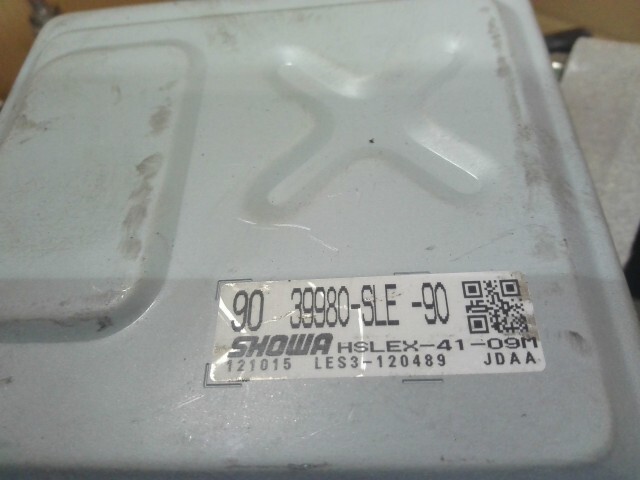 90 39980-SLE -90
SHOWA HSLEX-41-09M
121015 LES3-120489 JDAA